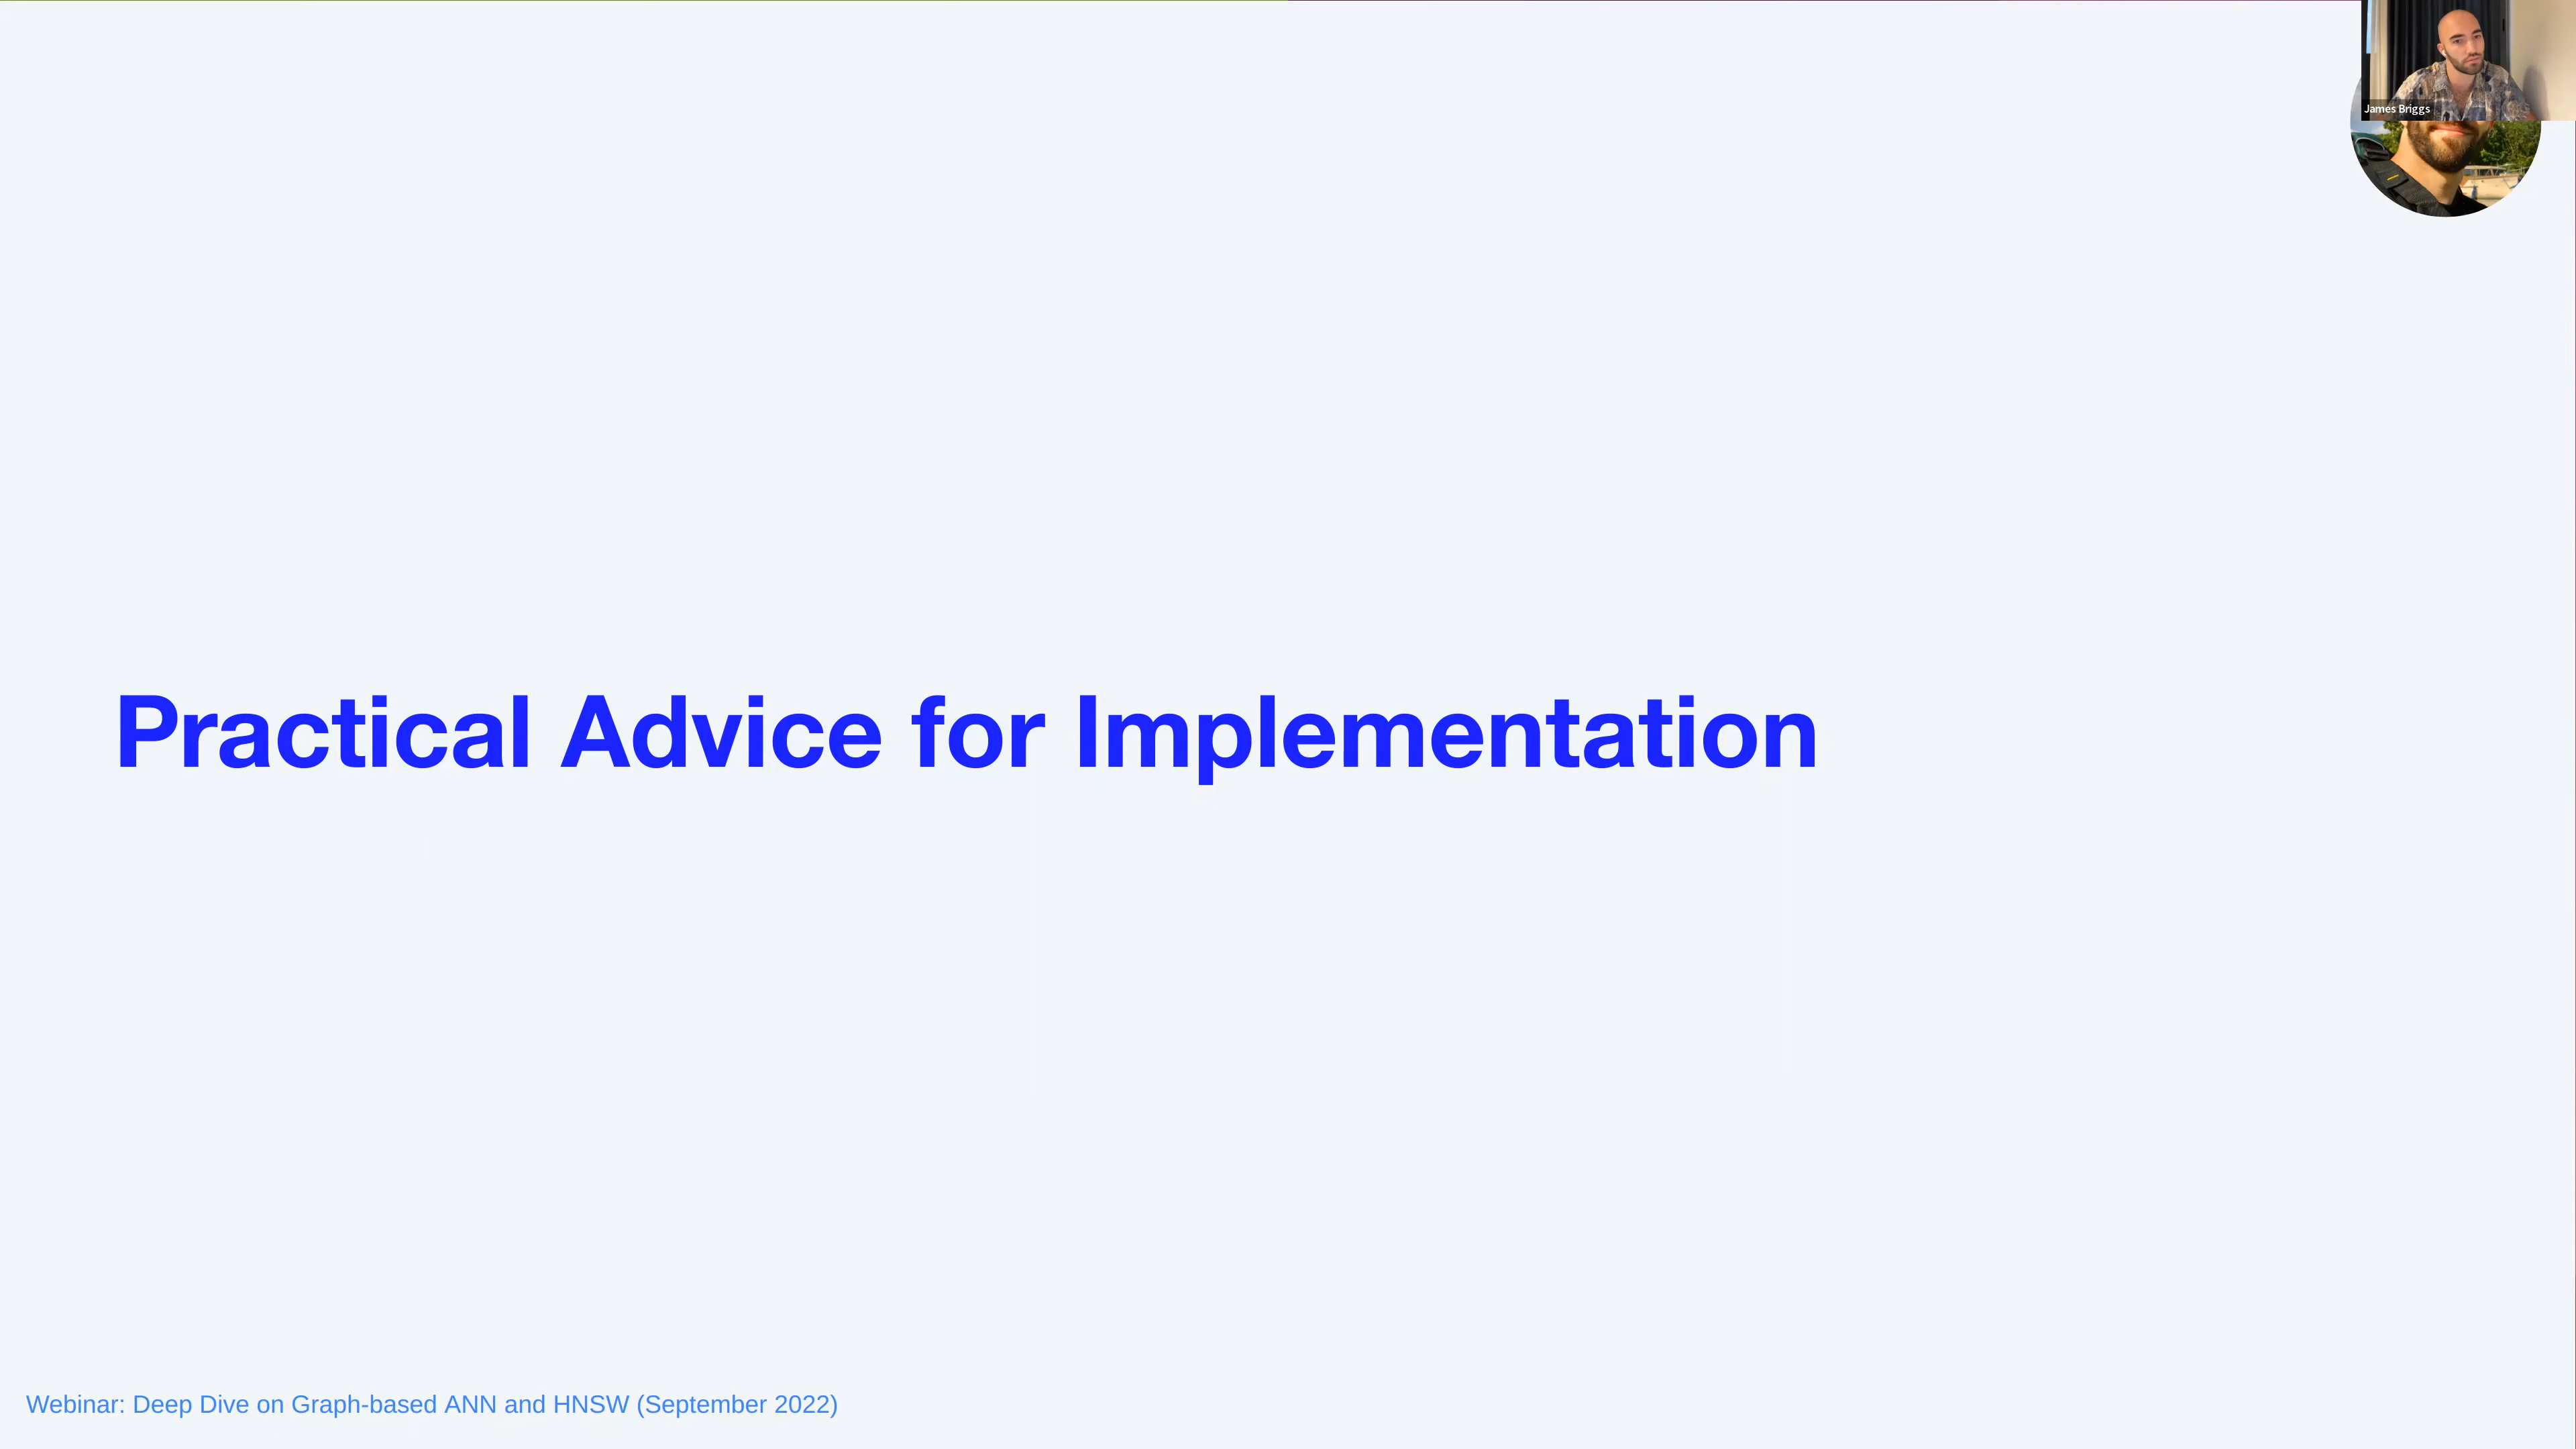 James Briggs
Practical Advice for Implementation
Webinar: Deep Dive on Graph-based ANN and HNSW (September 2022)